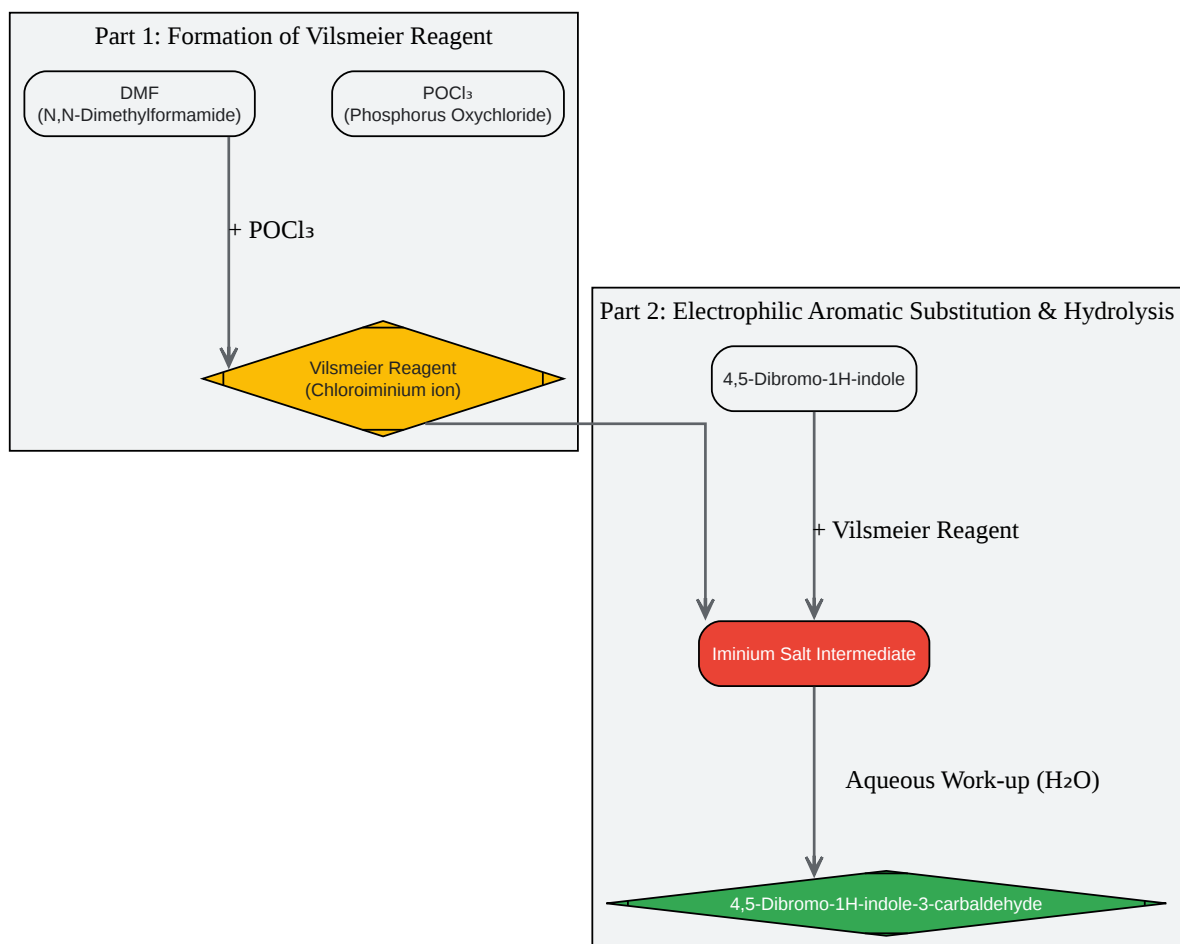 Part 1: Formation of Vilsmeier Reagent
DMF
(N,N-Dimethylformamide)
POCl₃
(Phosphorus Oxychloride)
+ POCl₃
Vilsmeier Reagent
(Chloroiminium ion)
Part 2: Electrophilic Aromatic Substitution & Hydrolysis
4,5-Dibromo-1H-indole
+ Vilsmeier Reagent
Iminium Salt Intermediate
Aqueous Work-up (H₂O)
4,5-Dibromo-1H-indole-3-carbaldehyde